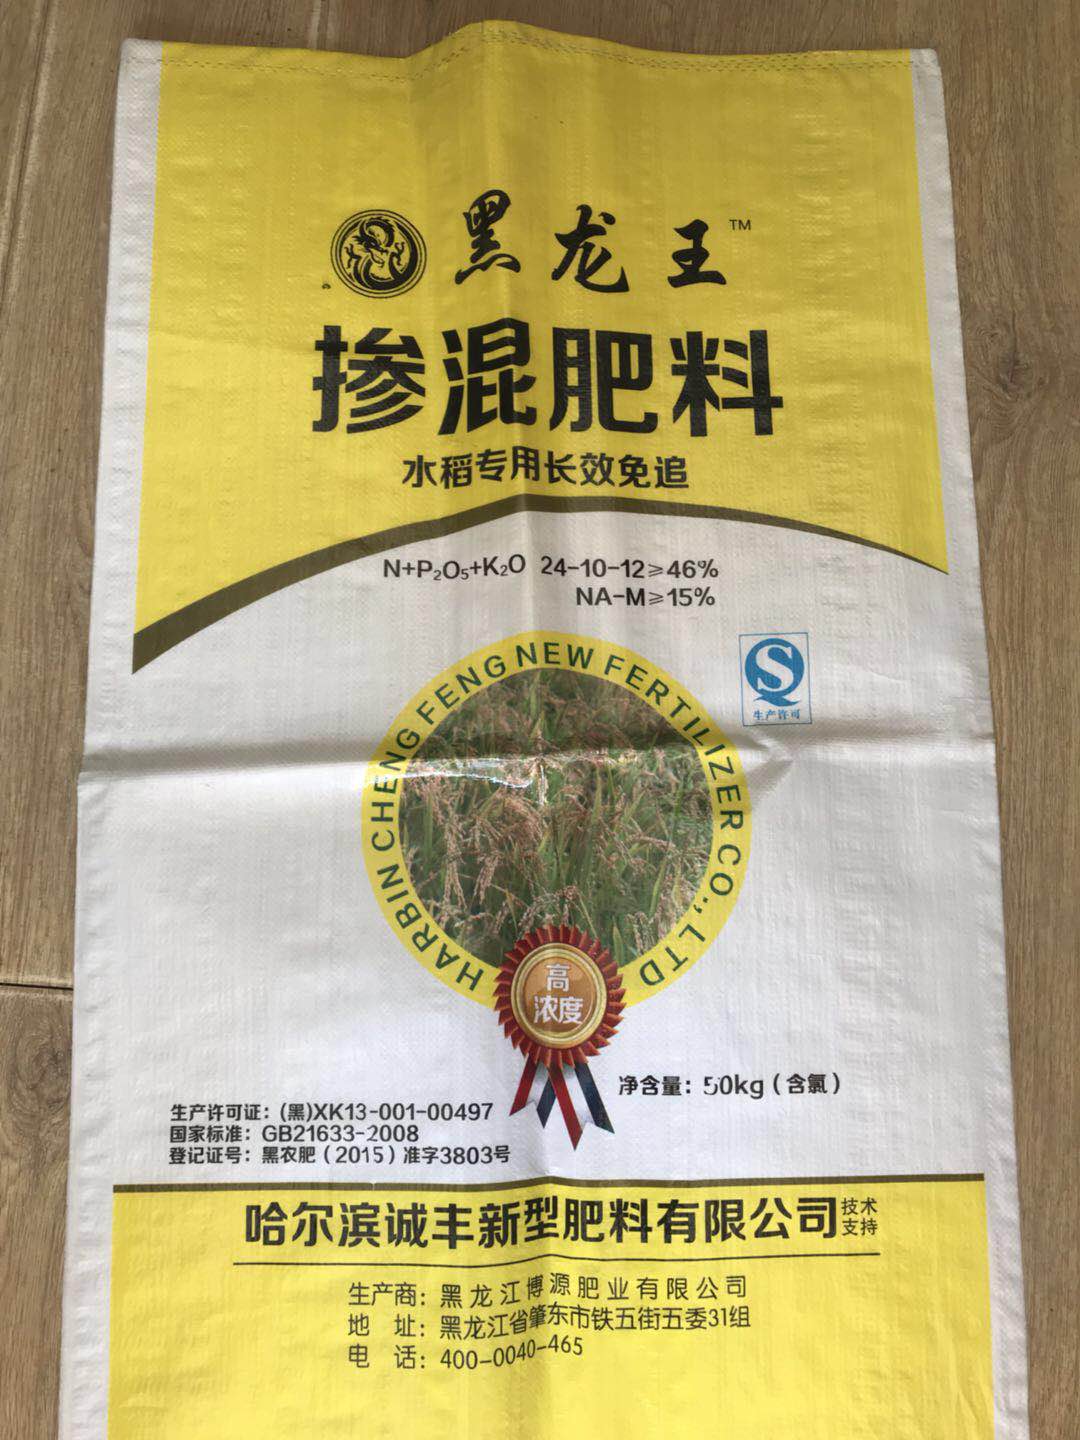 黑龙王™
掺混肥料
水稻专用长效免追
N+P₂O₅+K₂O 24-10-12≥46%
NA-M≥15%
S
生产许可
HARBIN CHENG FENG NEW FERTILIZER CO., LTD
高
浓度
净含量：50kg（含氯）
生产许可证：(黑)XK13-001-00497
国家标准：GB21633-2008
登记证号：黑农肥（2015）准字3803号
哈尔滨诚丰新型肥料有限公司技术支持
生产商：黑龙江博源肥业有限公司
地 址：黑龙江省肇东市铁五街五委31组
电 话：400-0040-465